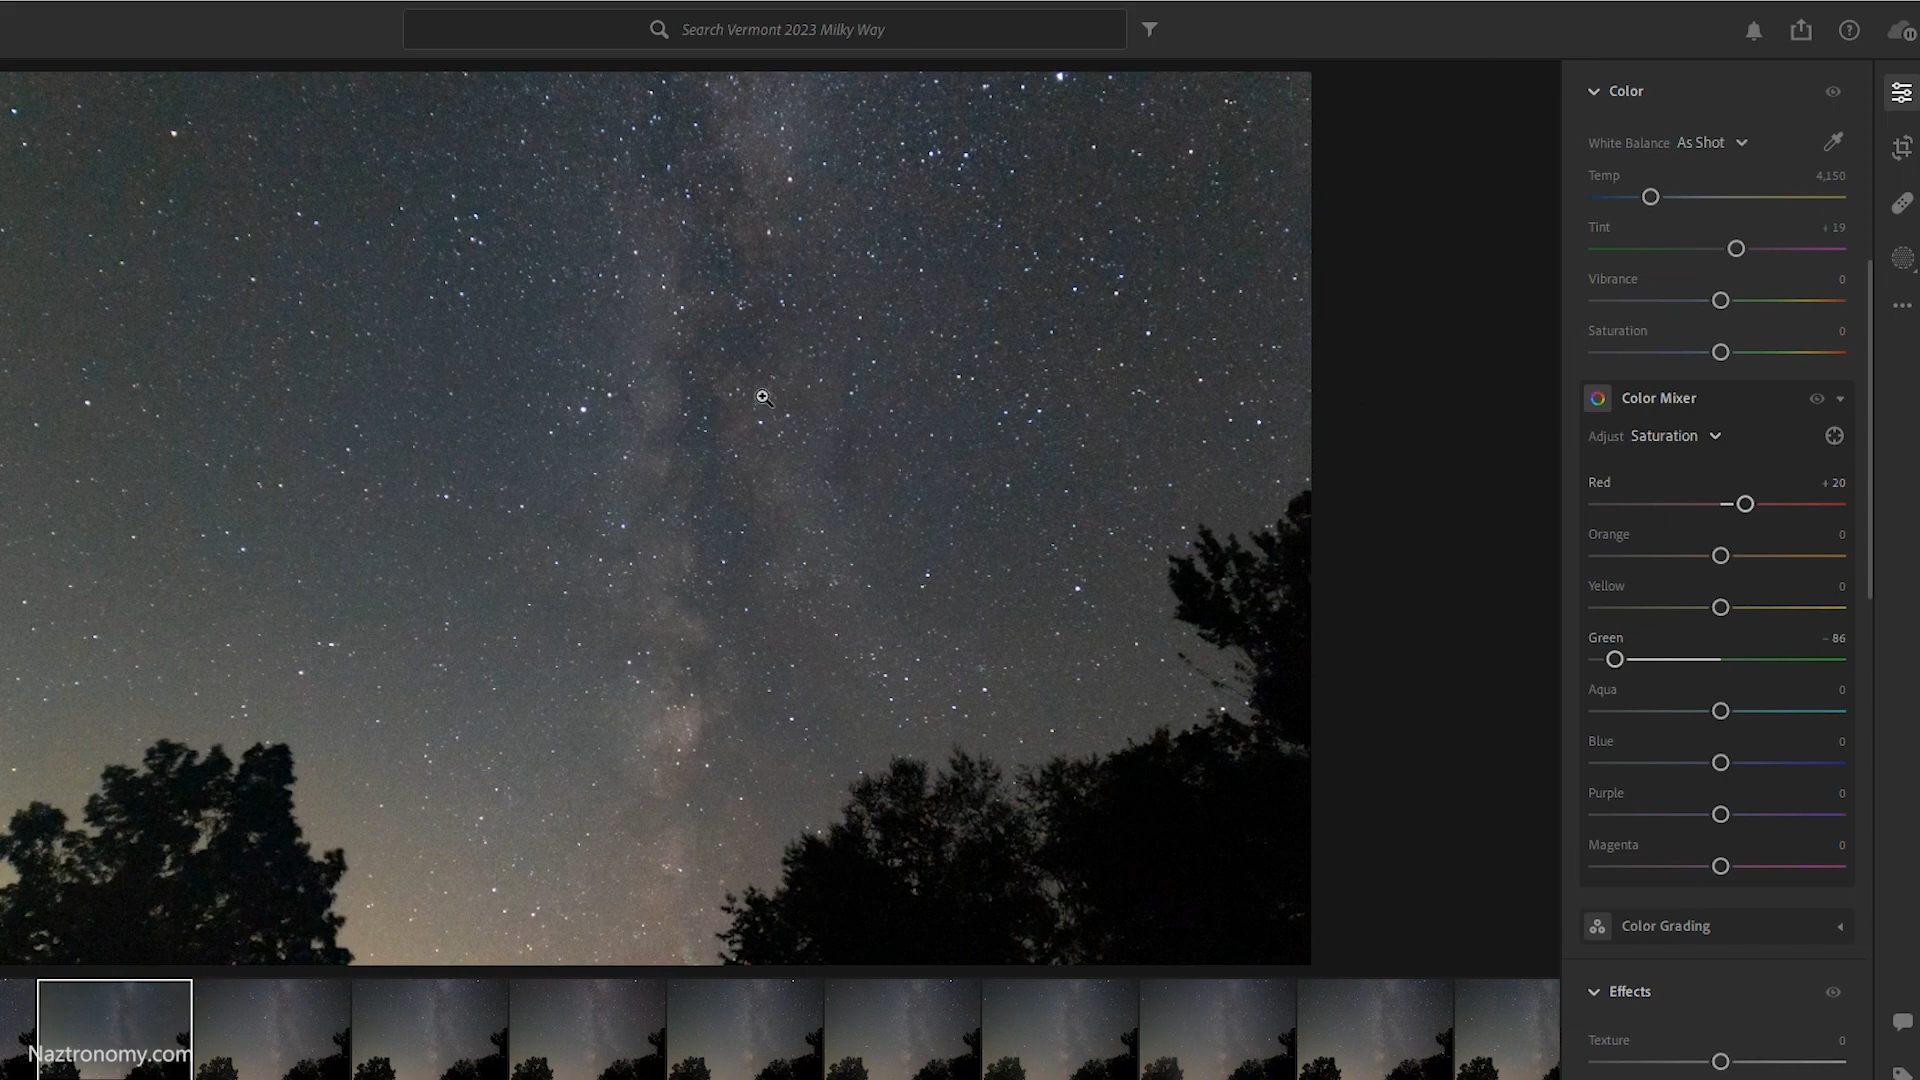 Search Vermont 2023 Milky Way
Color
White Balance As Shot
Temp 4,150
Tint + 19
Vibrance 0
Saturation 0
Color Mixer
Adjust Saturation
Red + 20
Orange 0
Yellow 0
Green - 86
Aqua 0
Blue 0
Purple 0
Magenta 0
Color Grading
Effects
Texture 0
Naztronomy.com